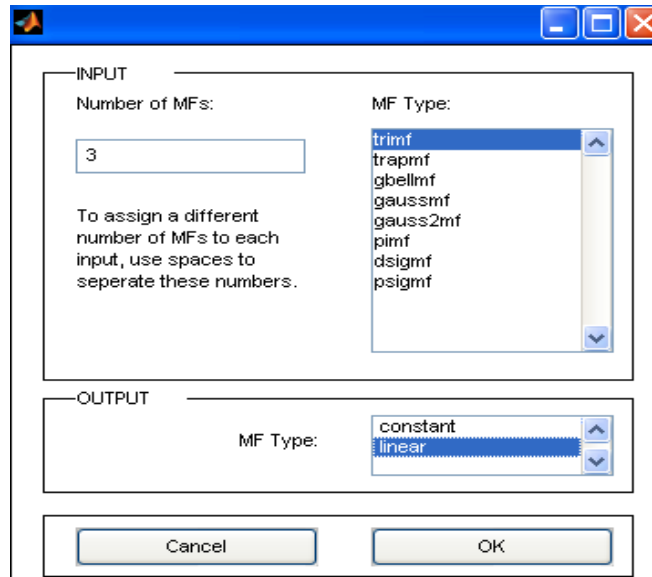 INPUT
Number of MFs:
3
To assign a different
number of MFs to each
input, use spaces to
seperate these numbers.
MF Type:
trimf
trapmf
gbellmf
gaussmf
gauss2mf
pimf
dsigmf
psigmf
OUTPUT
MF Type:
constant
linear
Cancel
OK